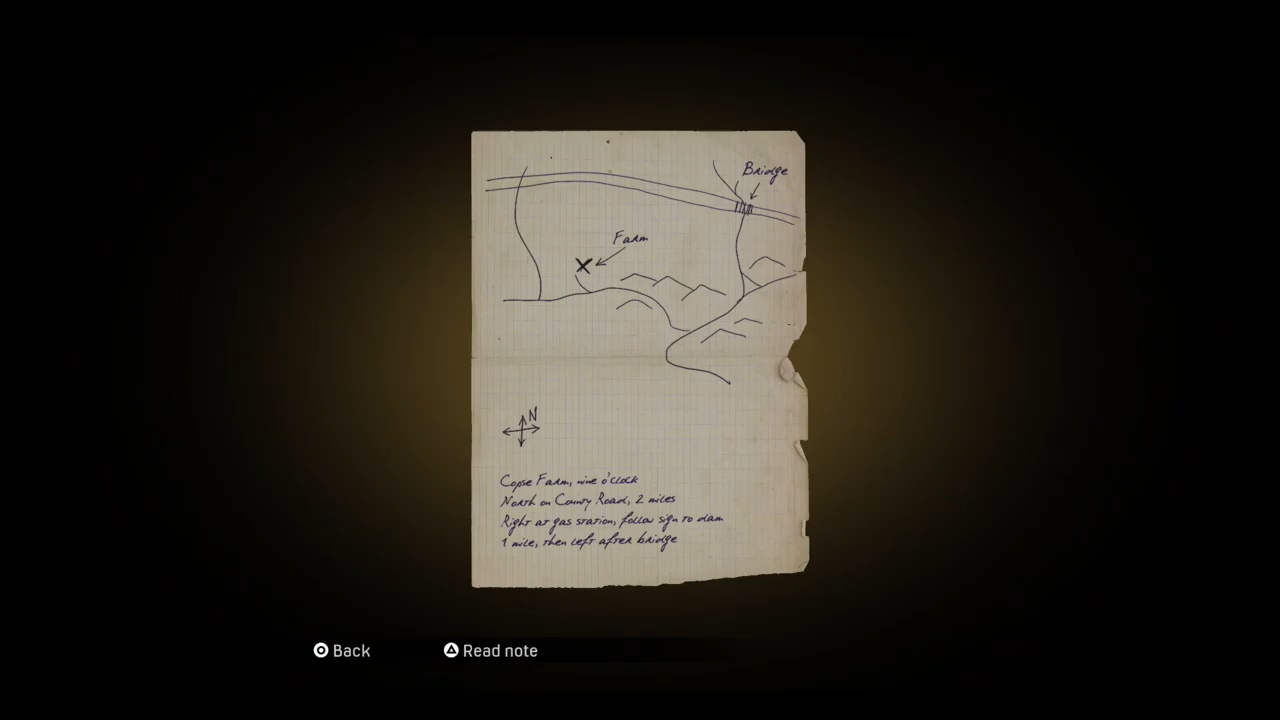 Bridge
Farm
N
Copse Farm, nine o'clock
North on County Road, 2 miles
Right at gas station, follow sign to dam
1 mile, then left after bridge
Back
Read note